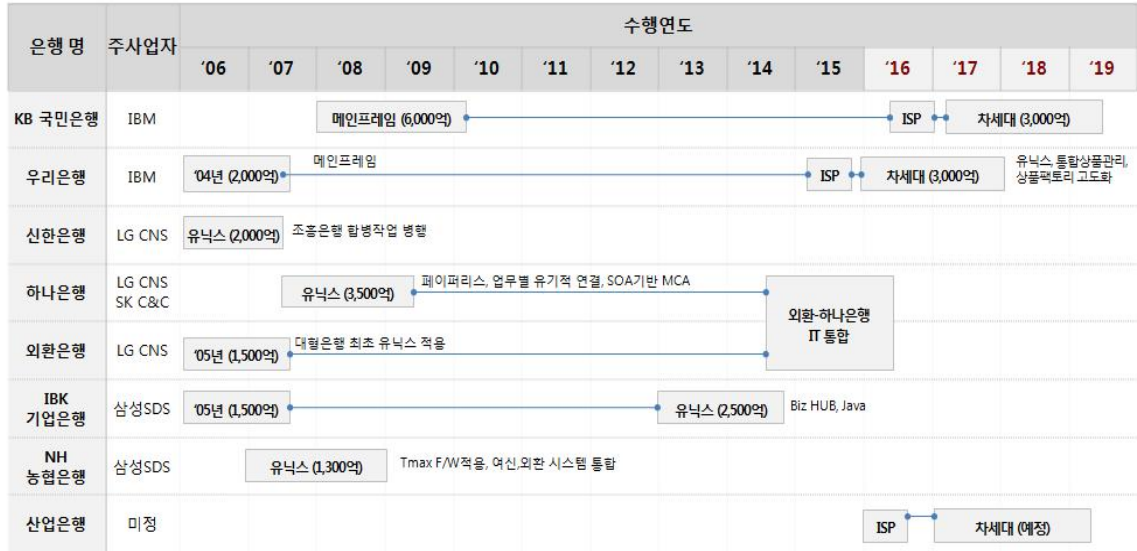 은행 명 주사업자 수행연도
‘06 ‘07 ‘08 ‘09 ‘10 ‘11 ‘12 ‘13 ‘14 ‘15 ‘16 ‘17 ‘18 ‘19
KB 국민은행 IBM 메인프레임 (6,000억) ISP 차세대 (3,000억)
우리은행 IBM ‘04년 (2,000억) 메인프레임 ISP 차세대 (3,000억) 유닉스, 통합상품관리,
상품팩토리 고도화
신한은행 LG CNS 유닉스 (2,000억) 조흥은행 합병작업 병행
하나은행 LG CNS
SK C&C
유닉스 (3,500억) 페이퍼리스, 업무별 유기적 연결, SOA기반 MCA
외환-하나은행
IT 통합
외환은행 LG CNS ‘05년 (1,500억) 대형은행 최초 유닉스 적용
IBK
기업은행 삼성SDS ‘05년 (1,500억) 유닉스 (2,500억) Biz HUB, Java
NH
농협은행 삼성SDS 유닉스 (1,300억) Tmax F/W적용, 여신,외환 시스템 통합
산업은행 미정 ISP 차세대 (예정)